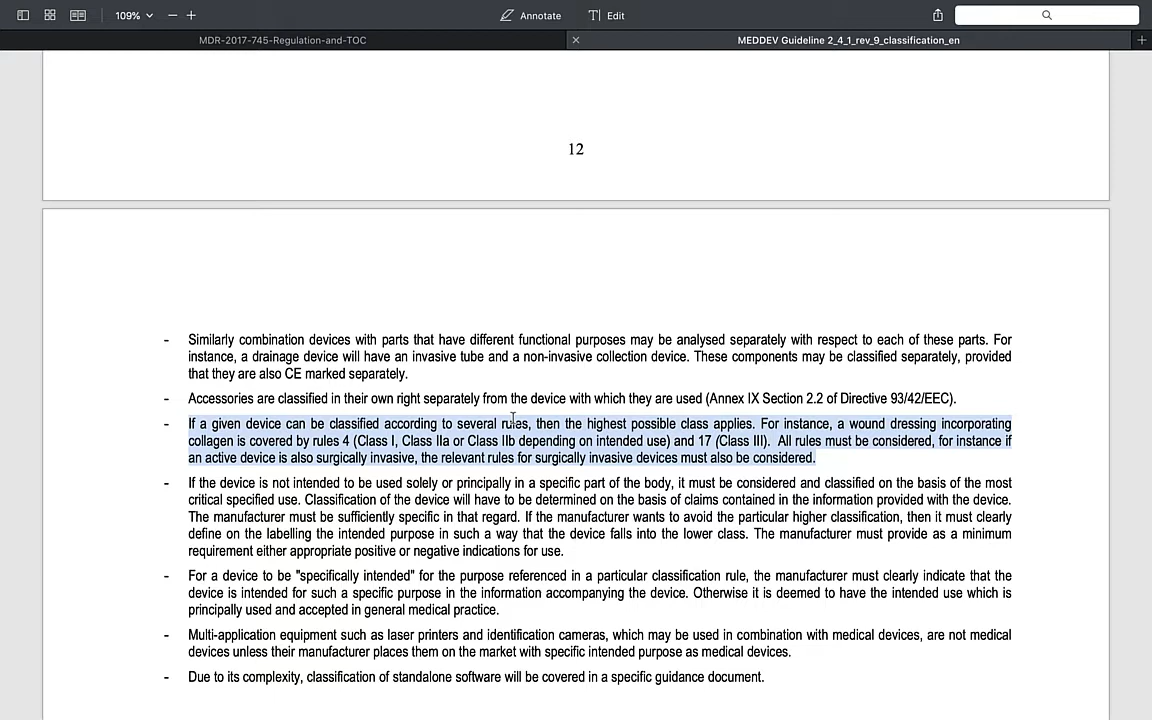 109%
Annotate
Edit
MDR-2017-745-Regulation-and-TOC
MEDDEV Guideline 2_4_1_rev_9_classification_en
12
- Similarly combination devices with parts that have different functional purposes may be analysed separately with respect to each of these parts. For
instance, a drainage device will have an invasive tube and a non-invasive collection device. These components may be classified separately, provided
that they are also CE marked separately.
- Accessories are classified in their own right separately from the device with which they are used (Annex IX Section 2.2 of Directive 93/42/EEC).
- If a given device can be classified according to several rules, then the highest possible class applies. For instance, a wound dressing incorporating
collagen is covered by rules 4 (Class I, Class IIa or Class IIb depending on intended use) and 17 (Class III). All rules must be considered, for instance if
an active device is also surgically invasive, the relevant rules for surgically invasive devices must also be considered.
- If the device is not intended to be used solely or principally in a specific part of the body, it must be considered and classified on the basis of the most
critical specified use. Classification of the device will have to be determined on the basis of claims contained in the information provided with the device.
The manufacturer must be sufficiently specific in that regard. If the manufacturer wants to avoid the particular higher classification, then it must clearly
define on the labelling the intended purpose in such a way that the device falls into the lower class. The manufacturer must provide as a minimum
requirement either appropriate positive or negative indications for use.
- For a device to be "specifically intended" for the purpose referenced in a particular classification rule, the manufacturer must clearly indicate that the
device is intended for such a specific purpose in the information accompanying the device. Otherwise it is deemed to have the intended use which is
principally used and accepted in general medical practice.
- Multi-application equipment such as laser printers and identification cameras, which may be used in combination with medical devices, are not medical
devices unless their manufacturer places them on the market with specific intended purpose as medical devices.
- Due to its complexity, classification of standalone software will be covered in a specific guidance document.